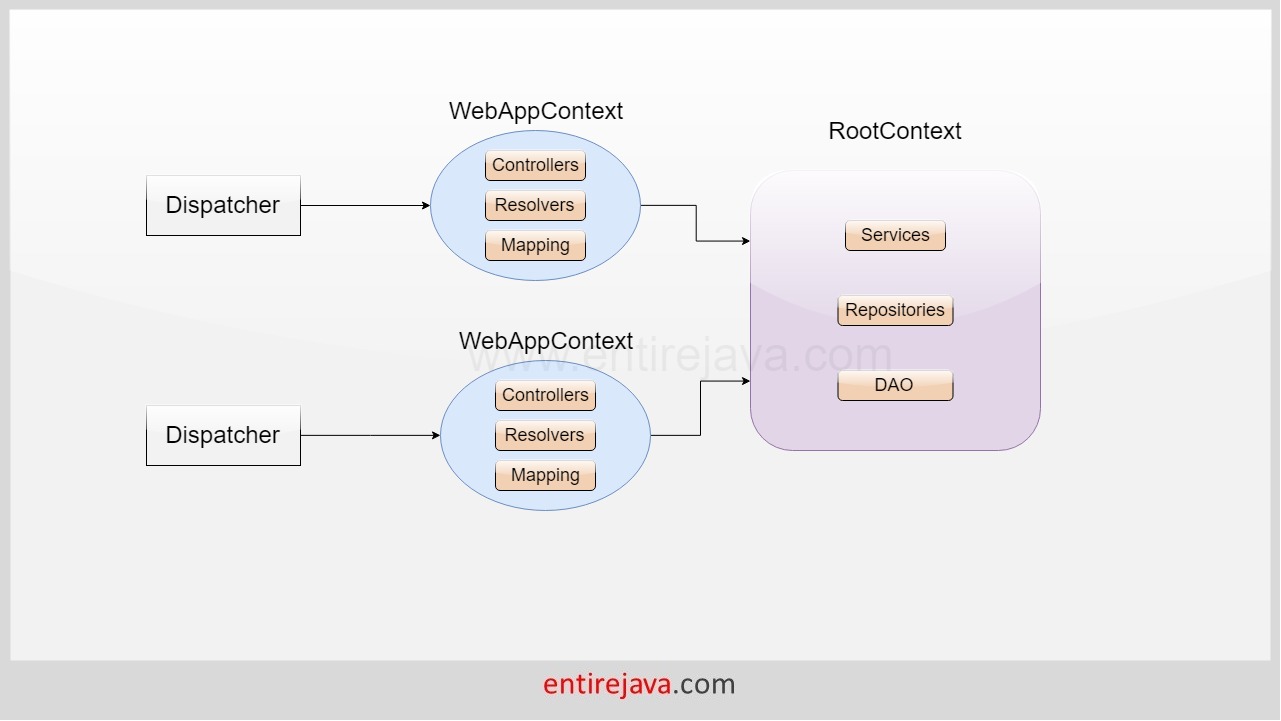 WebAppContext
RootContext
Controllers
Dispatcher
Resolvers
Mapping
Services
Repositories
WebAppContext
www.entirejava.com
DAO
Controllers
Dispatcher
Resolvers
Mapping
entirejava.com